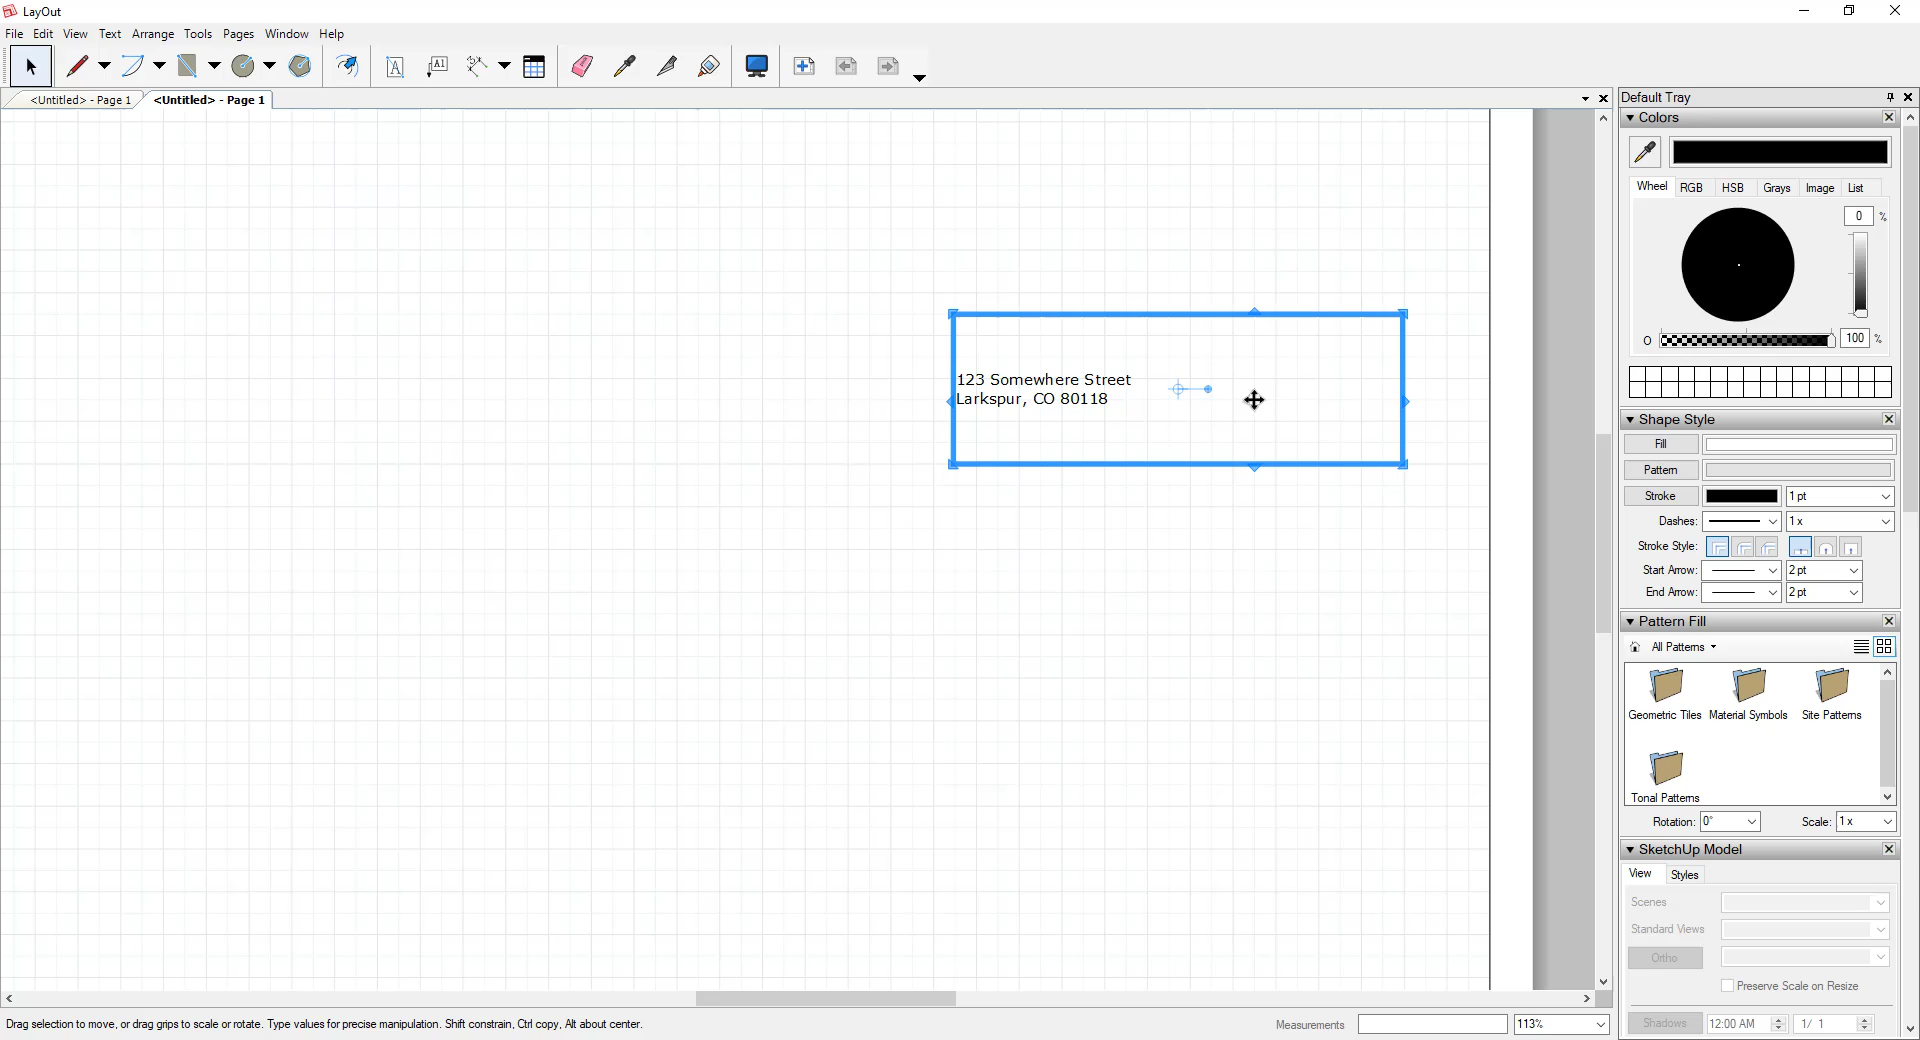 LayOut
File Edit View Text Arrange Tools Pages Window Help
A A1
<Untitled> - Page 1 <Untitled> - Page 1
Default Tray
Colors
Wheel RGB HSB Grays Image List
0 %
O 100 %
123 Somewhere Street
Larkspur, CO 80118
Shape Style
Fill
Pattern
Stroke 1 pt
Dashes: 1 x
Stroke Style:
Start Arrow: 2 pt
End Arrow: 2 pt
Pattern Fill
All Patterns
Geometric Tiles Material Symbols Site Patterns
Tonal Patterns
Rotation: 0° Scale: 1 x
SketchUp Model
View Styles
Scenes
Standard Views
Ortho
Preserve Scale on Resize
Shadows 12:00 AM 1/ 1
Drag selection to move, or drag grips to scale or rotate. Type values for precise manipulation. Shift constrain, Ctrl copy, Alt about center. Measurements 113%